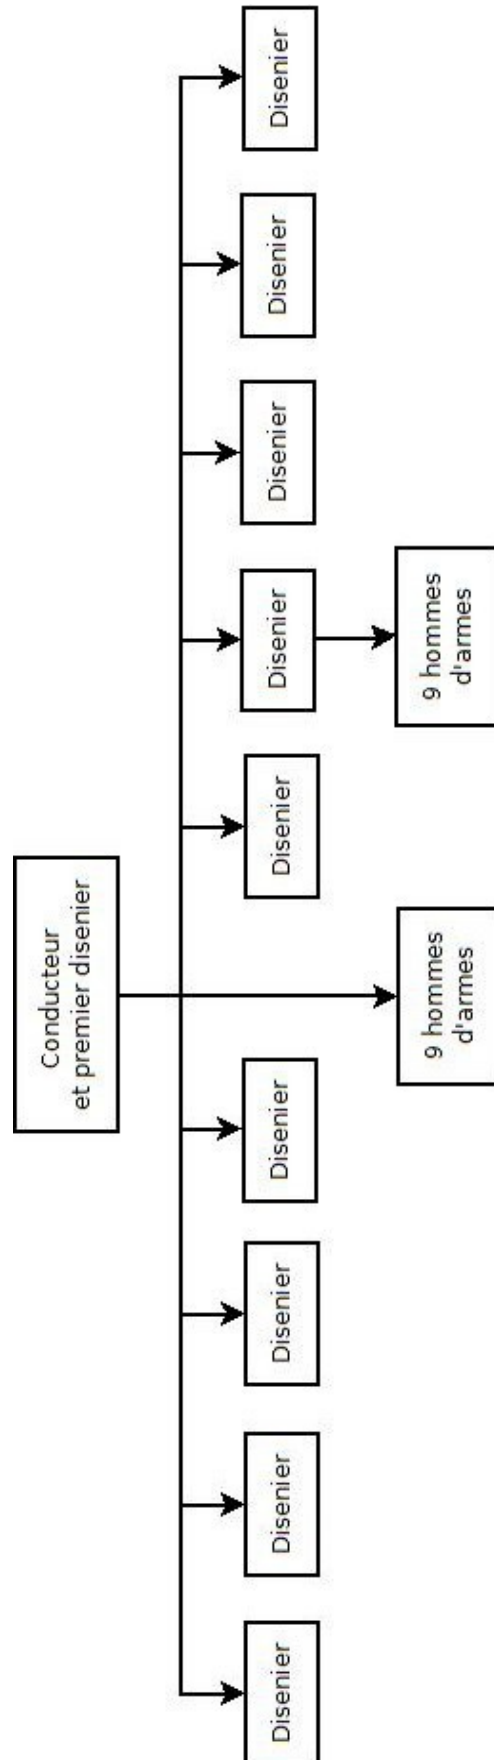 Conducteur
et premier disenier
Disenier
Disenier
Disenier
Disenier
Disenier
Disenier
Disenier
Disenier
Disenier
9 hommes
d'armes
9 hommes
d'armes